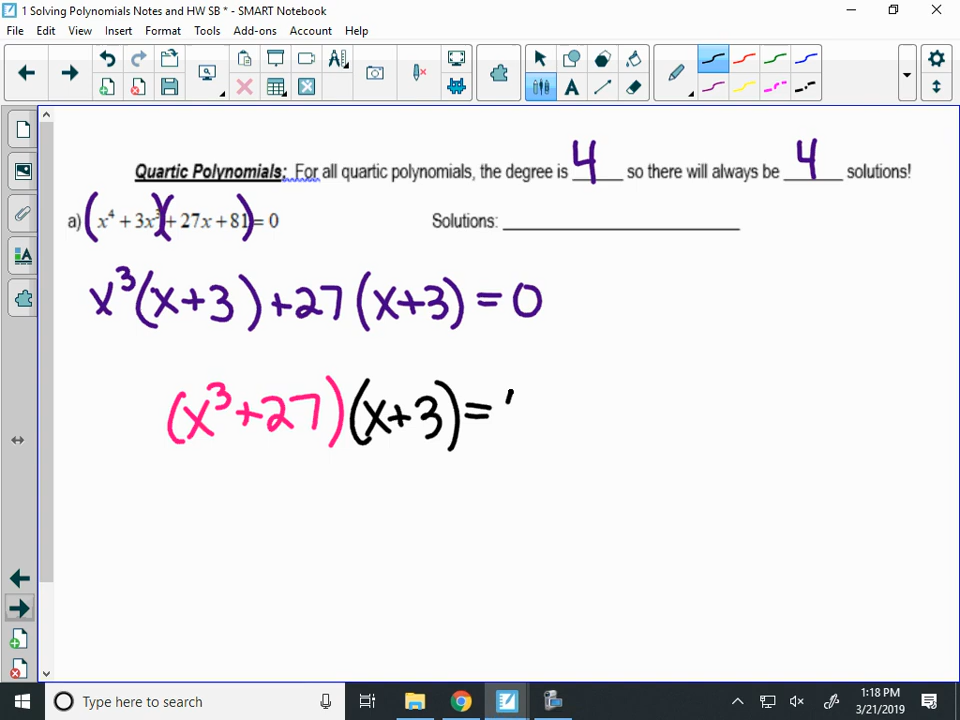 1 Solving Polynomials Notes and HW SB * - SMART Notebook
File Edit View Insert Format Tools Add-ons Account Help
Quartic Polynomials: For all quartic polynomials, the degree is 4 so there will always be 4 solutions!
a) (x⁴ + 3x³)(+ 27x + 81) = 0 Solutions: ____
x³(x+3)+27(x+3)=0
(x³+27)(x+3)=
Type here to search
1:18 PM
3/21/2019